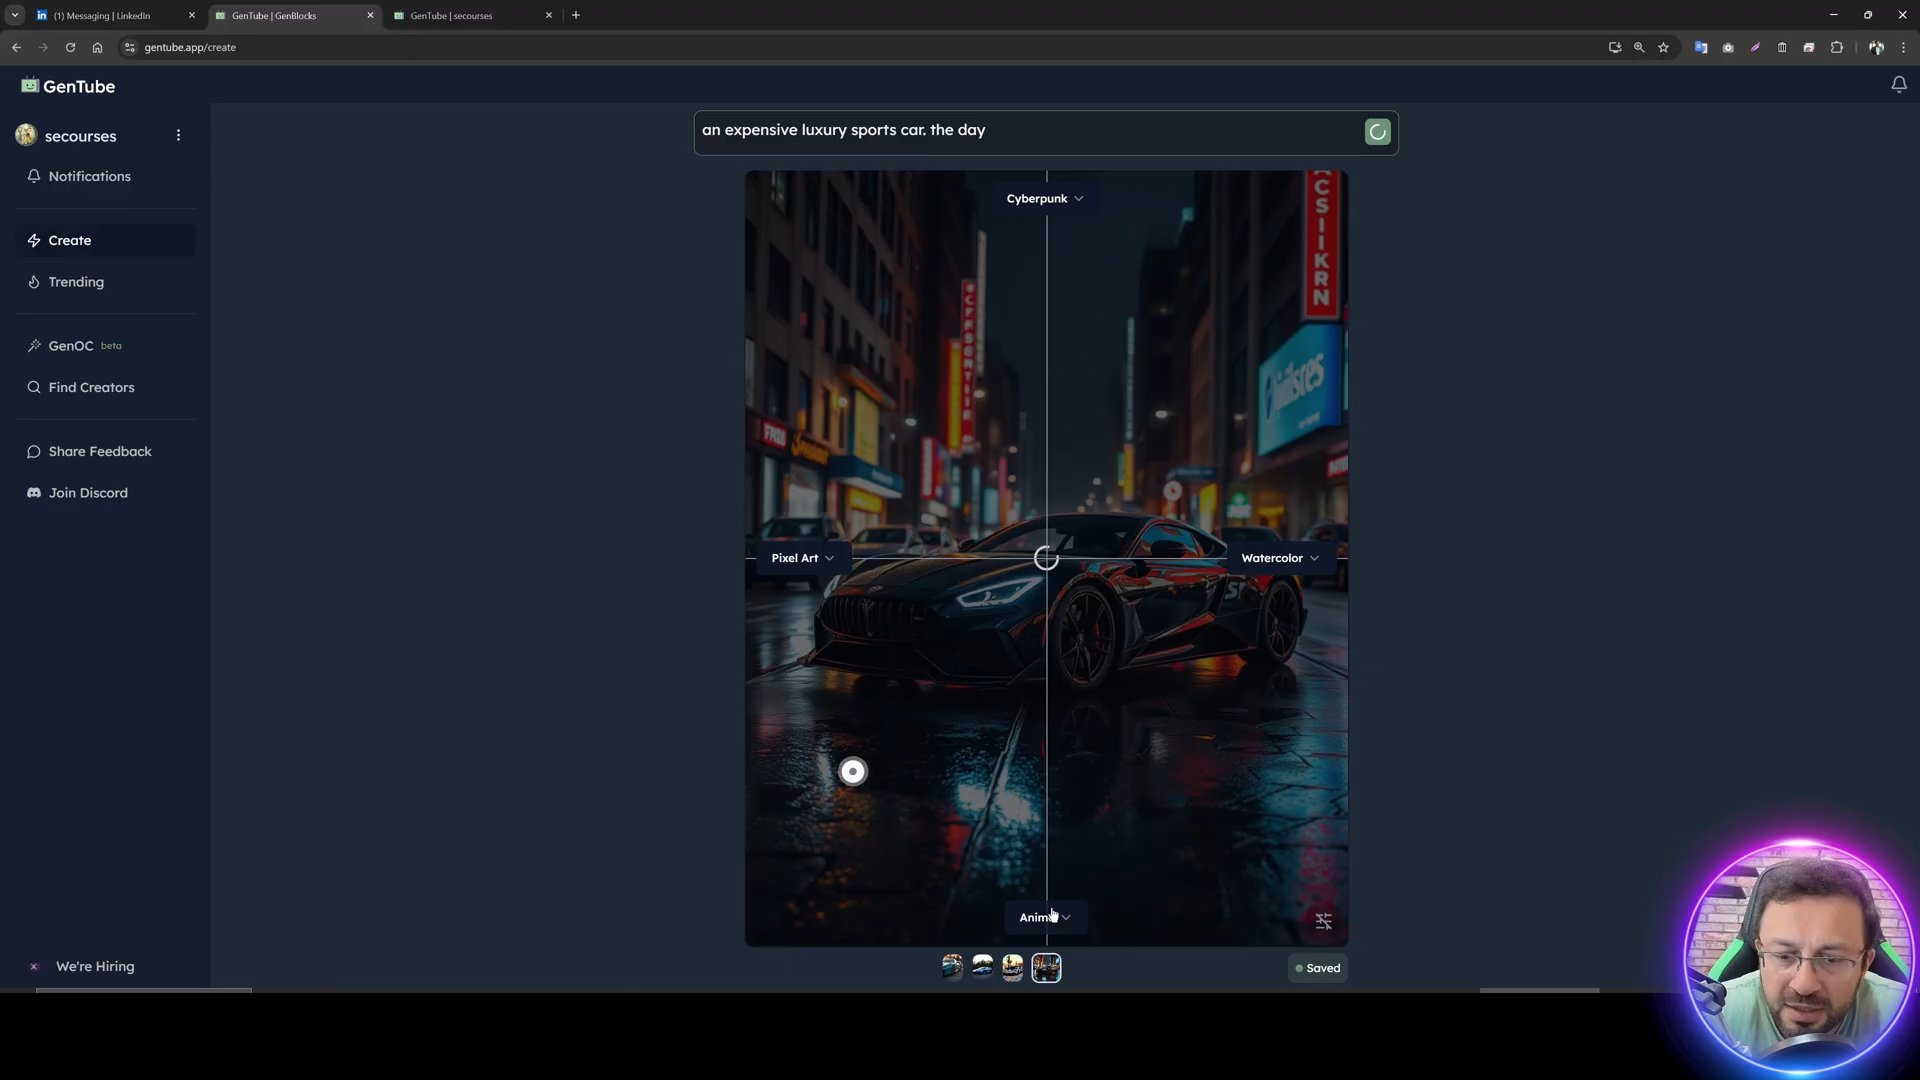 (1) Messaging | LinkedIn
GenTube | GenBlocks
GenTube | secourses
gentube.app/create
GenTube
secourses
Notifications
Create
Trending
GenOC beta
Find Creators
Share Feedback
Join Discord
We're Hiring
an expensive luxury sports car. the day
Cyberpunk
Pixel Art
Watercolor
Anim
Saved